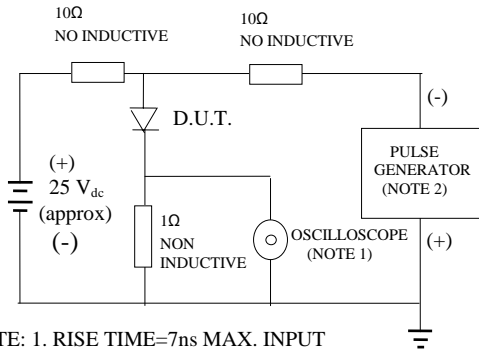 10Ω
NO INDUCTIVE
10Ω
NO INDUCTIVE
D.U.T.
(-)
(+)
25 Vdc
(approx)
(-)
PULSE
GENERATOR
(NOTE 2)
1Ω
NON
INDUCTIVE
OSCILLOSCOPE
(NOTE 1)
(+)
TE: 1. RISE TIME=7ns MAX. INPUT